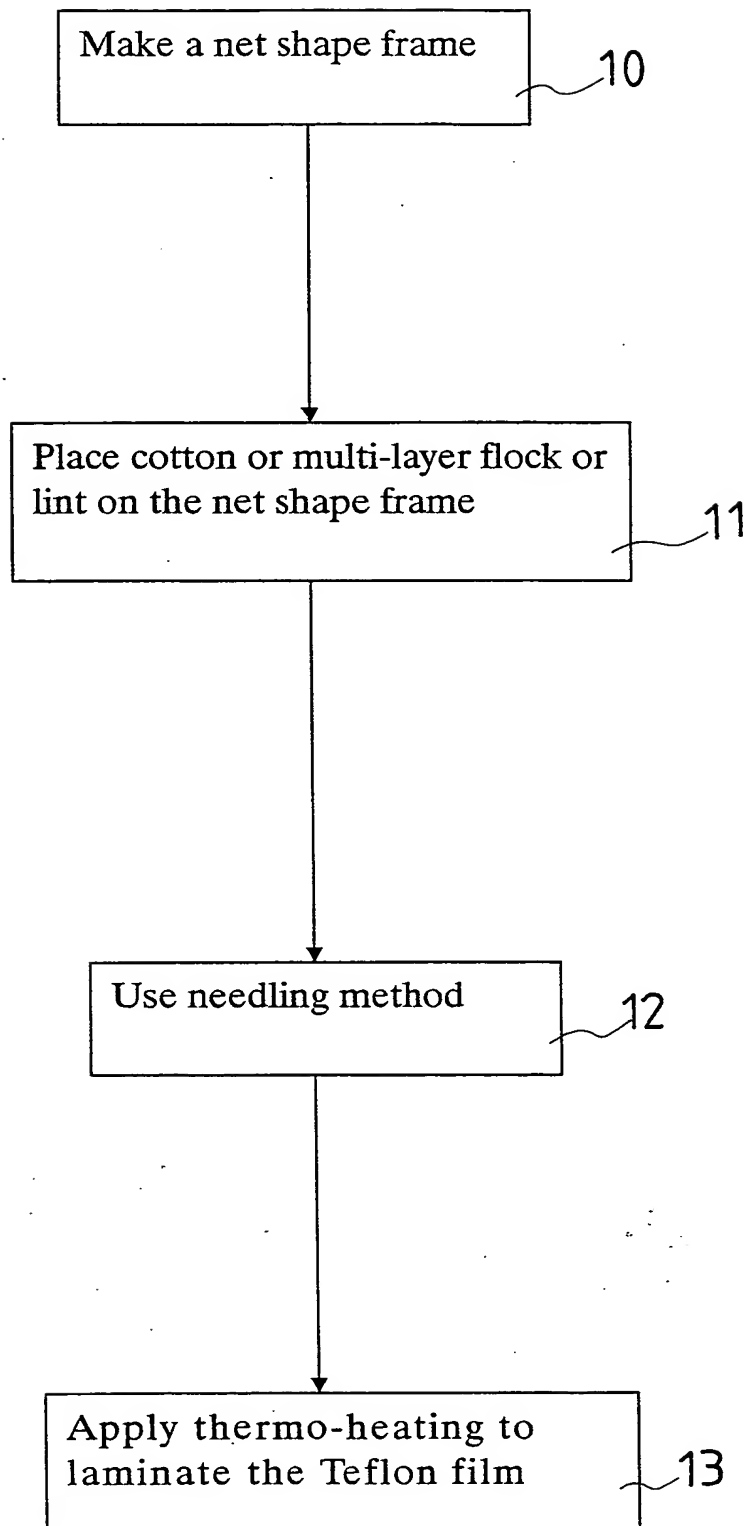 Make a net shape frame
10
Place cotton or multi-layer flock or
lint on the net shape frame
11
Use needling method
12
Apply thermo-heating to
laminate the Teflon film
13